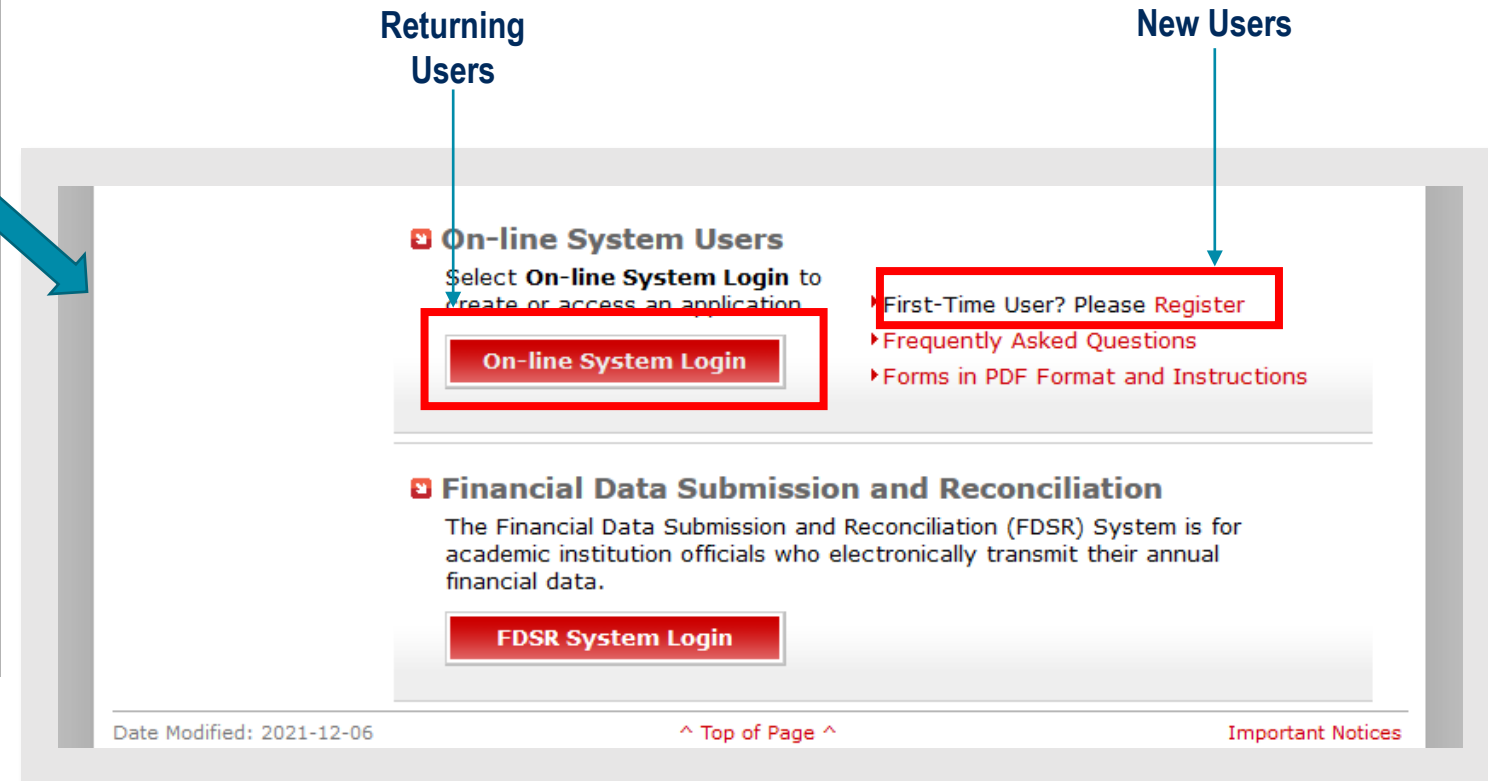 Returning
Users
New Users
On-line System Users
Select On-line System Login to
create or access an application
On-line System Login
First-Time User? Please Register
Frequently Asked Questions
Forms in PDF Format and Instructions
Financial Data Submission and Reconciliation
The Financial Data Submission and Reconciliation (FDSR) System is for
academic institution officials who electronically transmit their annual
financial data.
FDSR System Login
Date Modified: 2021-12-06
^ Top of Page ^
Important Notices